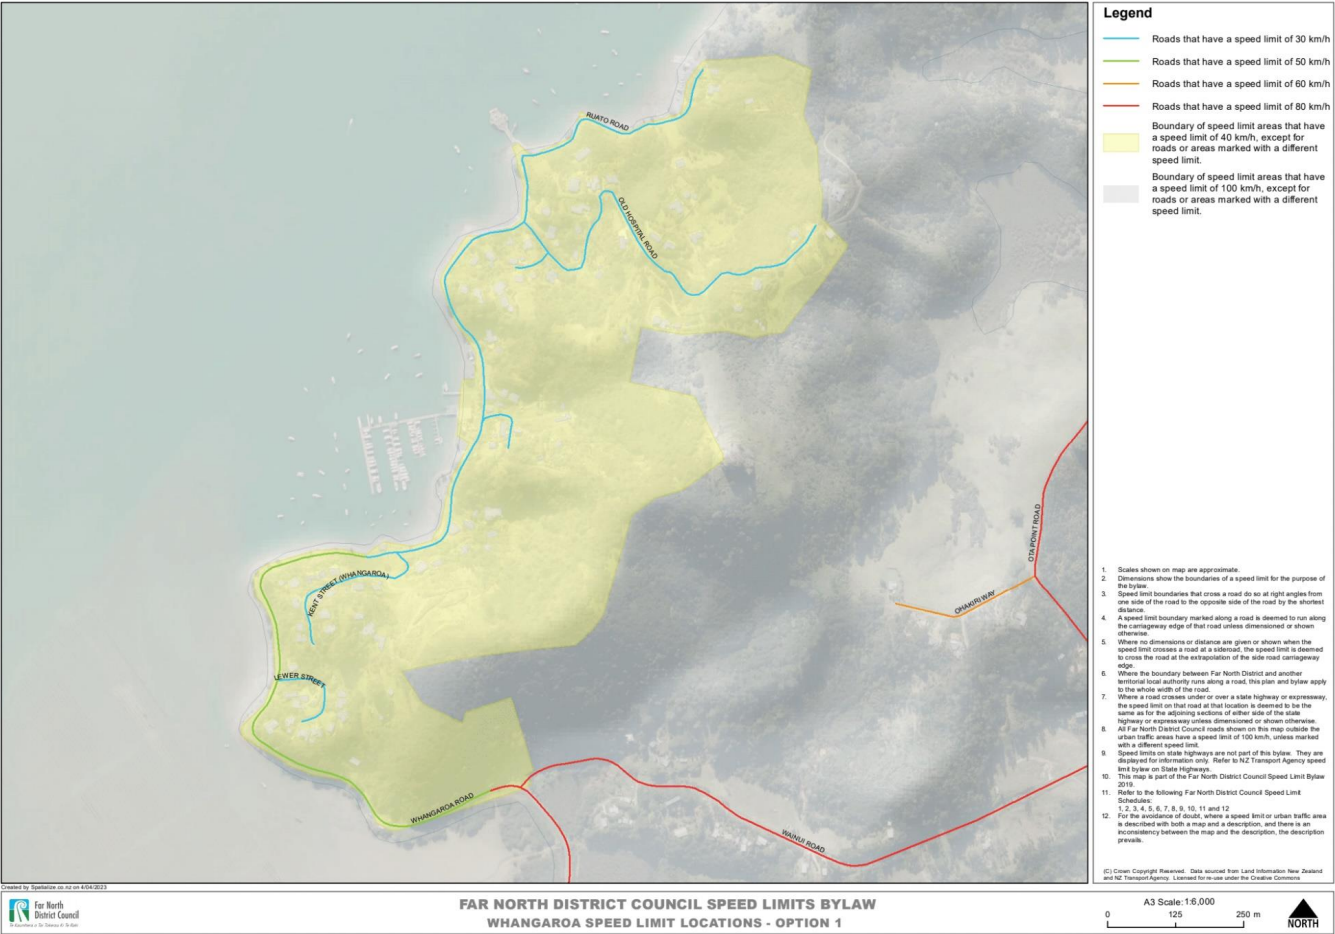 Legend
Roads that have a speed limit of 30 km/h
Roads that have a speed limit of 50 km/h
Roads that have a speed limit of 60 km/h
Roads that have a speed limit of 80 km/h
Boundary of speed limit areas that have
a speed limit of 40 km/h, except for
roads or areas marked with a different
speed limit.
Boundary of speed limit areas that have
a speed limit of 100 km/h, except for
roads or areas marked with a different
speed limit.
RUATO ROAD
OLD HOSPITAL ROAD
OTA POINT ROAD
OHAKIRI WAY
KENT STREET (WHANGAROA)
LEWER STREET
WHANGAROA ROAD
WAINUI ROAD
1. Scales shown on map are approximate.
2. Dimensions show the boundaries of a speed limit for the purpose of
the bylaw.
3. Speed limit boundaries that cross a road do so at right angles from
one side of the road to the opposite side of the road by the shortest
distance.
4. A speed limit boundary marked along a road is deemed to run along
the carriageway edge of that road unless dimensioned or shown
otherwise.
5. Where no dimensions or distance are given or shown when the
speed limit crosses a road at a sideroad, the speed limit is deemed
to cross the road at the extrapolation of the side road carriageway
edge.
6. Where the boundary between Far North District and another
territorial local authority runs along a road, this plan and bylaw apply
to the whole width of the road.
7. Where a road crosses under or over a state highway or expressway,
the speed limit on that road at that location is deemed to be the
same as for the adjoining sections of either side of the state
highway or expressway unless dimensioned or shown otherwise.
8. All Far North District Council roads shown on this map outside the
urban traffic areas have a speed limit of 100 km/h, unless marked
with a different speed limit.
9. Speed limits on state highways are not part of this bylaw. They are
displayed for information only. Refer to NZ Transport Agency speed
limit bylaw on State Highways.
10. This map is part of the Far North District Council Speed Limit Bylaw
2019.
11. Refer to the following Far North District Council Speed Limit
Schedules:
1, 2, 3, 4, 5, 6, 7, 8, 9, 10, 11 and 12
12. For the avoidance of doubt, where a speed limit or urban traffic area
is described with both a map and a description, and there is an
inconsistency between the map and the description, the description
prevails.
(C) Crown Copyright Reserved. Data sourced from Land Information New Zealand
and NZ Transport Agency. Licensed for re-use under the Creative Commons
Created by Spatialize.co.nz on 4/04/2023
Far North
District Council
FAR NORTH DISTRICT COUNCIL SPEED LIMITS BYLAW
WHANGAROA SPEED LIMIT LOCATIONS - OPTION 1
A3 Scale: 1:6,000
0 125 250 m
NORTH